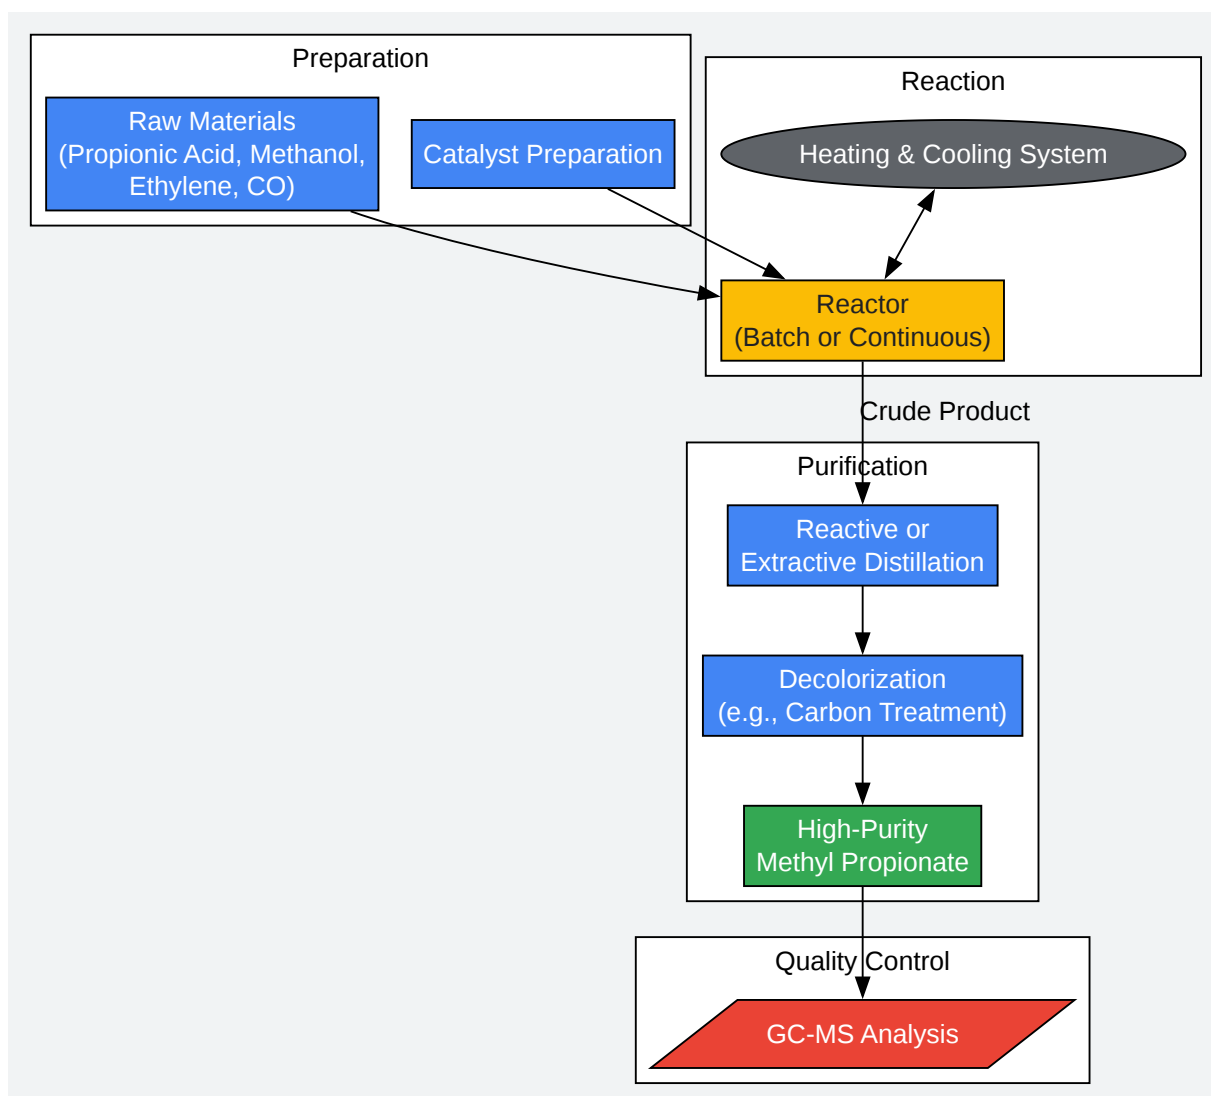 Preparation
Raw Materials
(Propionic Acid, Methanol,
Ethylene, CO)
Catalyst Preparation
Reaction
Heating & Cooling System
Reactor
(Batch or Continuous)
Crude Product
Purification
Reactive or
Extractive Distillation
Decolorization
(e.g., Carbon Treatment)
High-Purity
Methyl Propionate
Quality Control
GC-MS Analysis